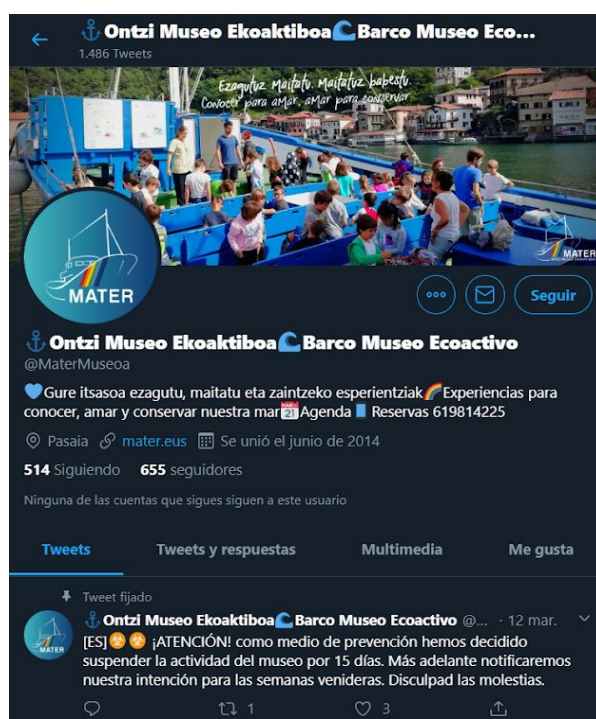 ⚓Ontzi Museo Ekoaktiboa🌊Barco Museo Eco...
1.486 Tweets
Ezagutuz Maitatu. Maitatuz babestu.
Conocer para amar, amar para conservar
MATER
MATER
Seguir
⚓Ontzi Museo Ekoaktiboa🌊Barco Museo Ecoactivo
@MaterMuseoa
💙Gure itsasoa ezagutu, maitatu eta zaintzeko esperientziak🌈Experiencias para
conocer, amar y conservar nuestra mar📅Agenda📘Reservas 619814225
Pasaia mater.eus Se unió el junio de 2014
514 Siguiendo 655 seguidores
Ninguna de las cuentas que sigues siguen a este usuario
Tweets Tweets y respuestas Multimedia Me gusta
Tweet fijado
⚓Ontzi Museo Ekoaktiboa🌊Barco Museo Ecoactivo @... · 12 mar.
MATER
[ES]☣☣ ¡ATENCIÓN! como medio de prevención hemos decidido
suspender la actividad del museo por 15 días. Más adelante notificaremos
nuestra intención para las semanas venideras. Disculpad las molestias.
1 3